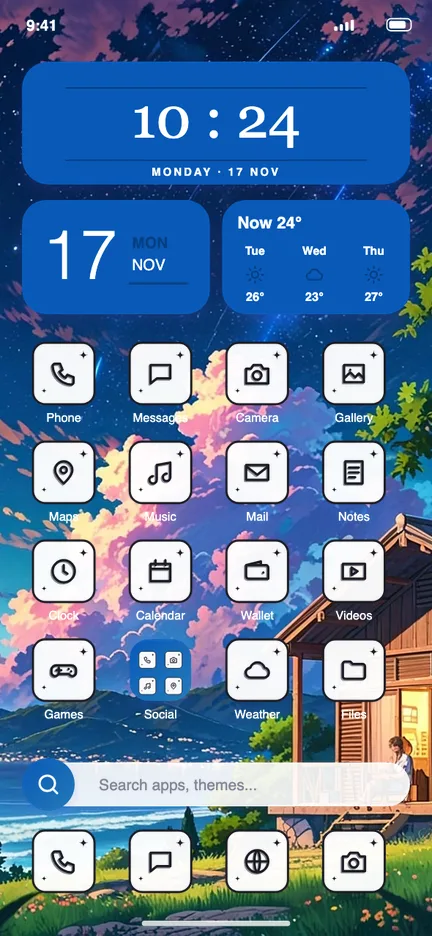 9:41
10 : 24
MONDAY · 17 NOV
17
MON
NOV
Now 24°
Tue Wed Thu
26° 23° 27°
Phone Messages Camera Gallery
Maps Music Mail Notes
Clock Calendar Wallet Videos
Games Social Weather Files
Search apps, themes...